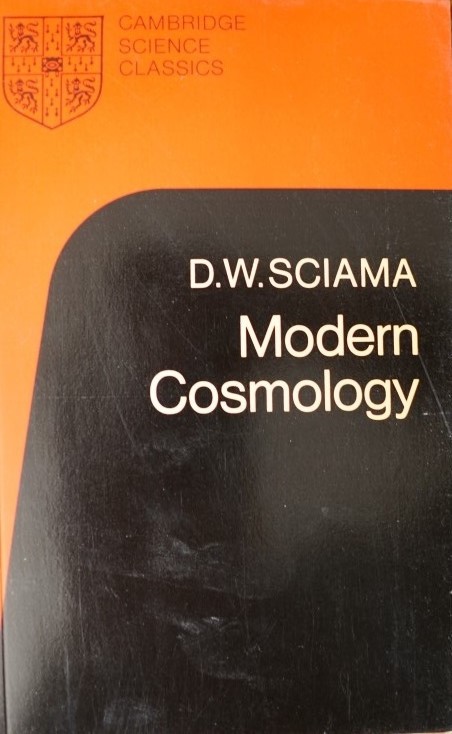 CAMBRIDGE
SCIENCE
CLASSICS
D.W. SCIAMA
Modern
Cosmology